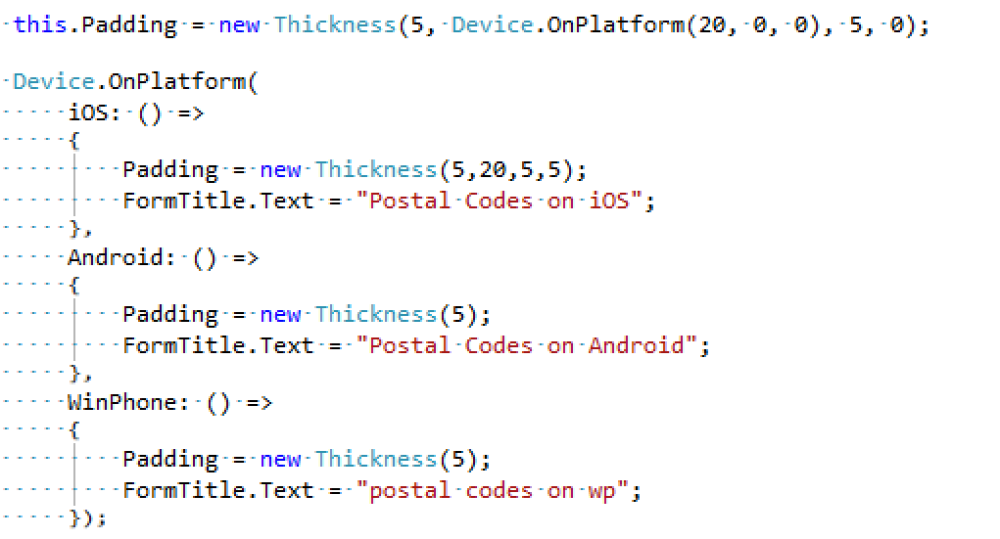 this.Padding = new Thickness(5, Device.OnPlatform(20, 0, 0), 5, 0);
Device.OnPlatform(
iOS: () =>
{
Padding = new Thickness(5,20,5,5);
FormTitle.Text = "Postal Codes on iOS";
},
Android: () =>
{
Padding = new Thickness(5);
FormTitle.Text = "Postal Codes on Android";
},
WinPhone: () =>
{
Padding = new Thickness(5);
FormTitle.Text = "postal codes on wp";
});